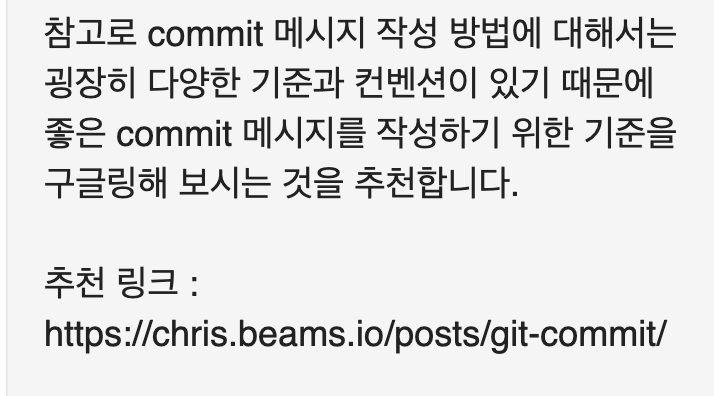 참고로 commit 메시지 작성 방법에 대해서는
굉장히 다양한 기준과 컨벤션이 있기 때문에
좋은 commit 메시지를 작성하기 위한 기준을
구글링해 보시는 것을 추천합니다.
추천 링크 :
https://chris.beams.io/posts/git-commit/